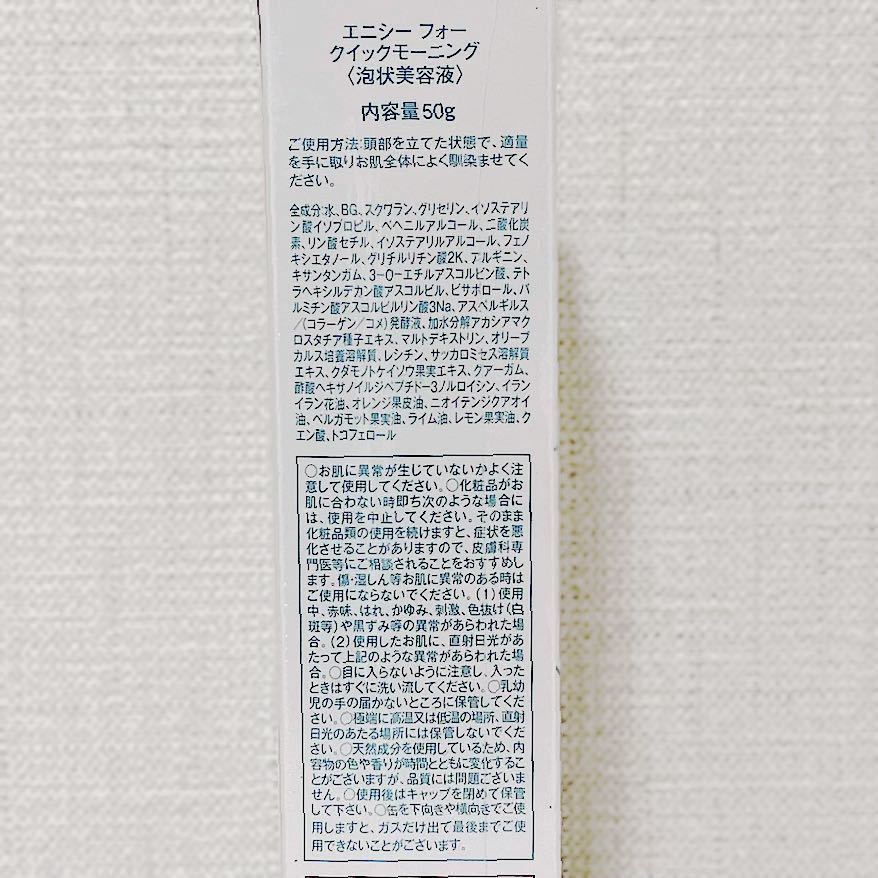 エニシー フォー
クイックモーニング
〈泡状美容液〉
内容量50g
ご使用方法:頭部を立てた状態で、適量
を手に取りお肌全体によく馴染ませてく
ださい。
全成分:水、BG、スクワラン、グリセリン、イソステアリ
ン酸イソプロピル、ベヘニルアルコール、二酸化炭
素、リン酸セチル、イソステアリルアルコール、フェノ
キシエタノール、グリチルリチン酸2K、アルギニン、
キサンタンガム、3-O-エチルアスコルビン酸、テト
ラヘキシルデカン酸アスコルビル、ビサボロール、パ
ルミチン酸アスコルビルリン酸3Na、アスペルギルス
/(コラーゲン/コメ)発酵液、加水分解アカシアマク
ロスタチア種子エキス、マルトデキストリン、オリーブ
カルス培養溶解質、レシチン、サッカロミセス溶解質
エキス、クダモノトケイソウ果実エキス、グアーガム、
酢酸ヘキサノイルジペプチド-3ノルロイシン、イラン
イラン花油、オレンジ果皮油、ニオイテンジクアオイ
油、ベルガモット果実油、ライム油、レモン果実油、ク
エン酸、トコフェロール
○お肌に異常が生じていないかよく注
意して使用してください。○化粧品がお
肌に合わない時即ち次のような場合に
は、使用を中止してください。そのまま
化粧品類の使用を続けますと、症状を悪
化させることがありますので、皮膚科専
門医等にご相談されることをおすすめし
ます。傷・湿しん等お肌に異常のある時は
ご使用にならないでください。(1)使用
中、赤味、はれ、かゆみ、刺激、色抜け(白
斑等)や黒ずみ等の異常があらわれた場
合。(2)使用したお肌に、直射日光があ
たって上記のような異常があらわれた場
合。○目に入らないように注意し、入った
ときはすぐに洗い流してください。○乳幼
児の手の届かないところに保管してくだ
さい。○極端に高温又は低温の場所、直射
日光のあたる場所には保管しないでくだ
さい。○天然成分を使用しているため、内
容物の色や香りが時間とともに変化するこ
とがございますが、品質には問題ございま
せん。○使用後はキャップを閉めて保管
して下さい。○缶を下向きや横向きでご使
用しますと、ガスだけ出て最後までご使
用できないことがございます。